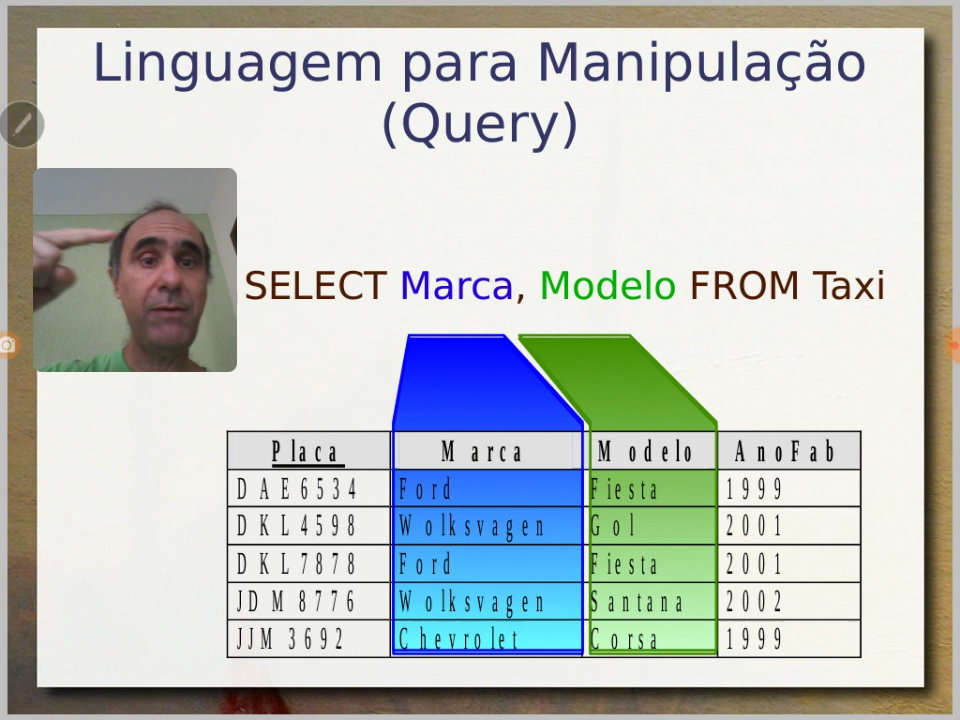 Linguagem para Manipulação
(Query)
SELECT Marca, Modelo FROM Taxi
Placa Marca Modelo AnoFab
DAE6534 Ford Fiesta 1999
DKL4598 Wolksvagen Gol 2001
DKL7878 Ford Fiesta 2001
JDM8776 Wolksvagen Santana 2002
JJM3692 Chevrolet Corsa 1999